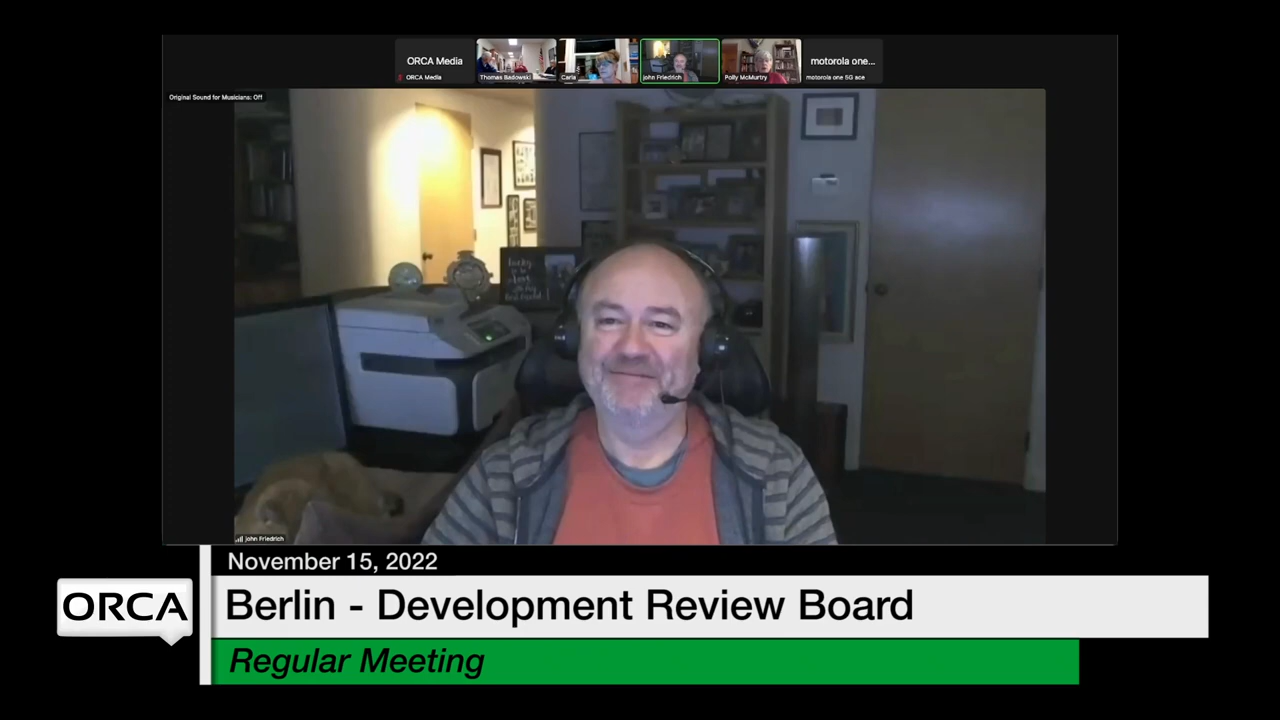 ORCA Media
motorola one...
ORCA Media
Thomas Badowski
Carla
John Friedrich
Polly McMurtry
motorola one 5G ace
Original Sound for Musicians: Off
John Friedrich
November 15, 2022
ORCA
Berlin - Development Review Board
Regular Meeting